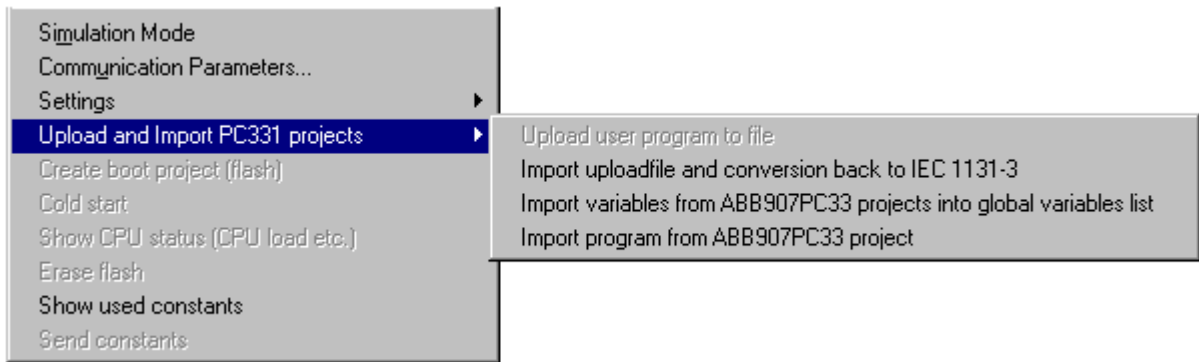 Simulation Mode
Communication Parameters...
Settings
Upload and Import PC331 projects
Create boot project (flash)
Cold start
Show CPU status (CPU load etc.)
Erase flash
Show used constants
Send constants
Upload user program to file
Import uploadfile and conversion back to IEC 1131-3
Import variables from ABB907PC33 projects into global variables list
Import program from ABB907PC33 project